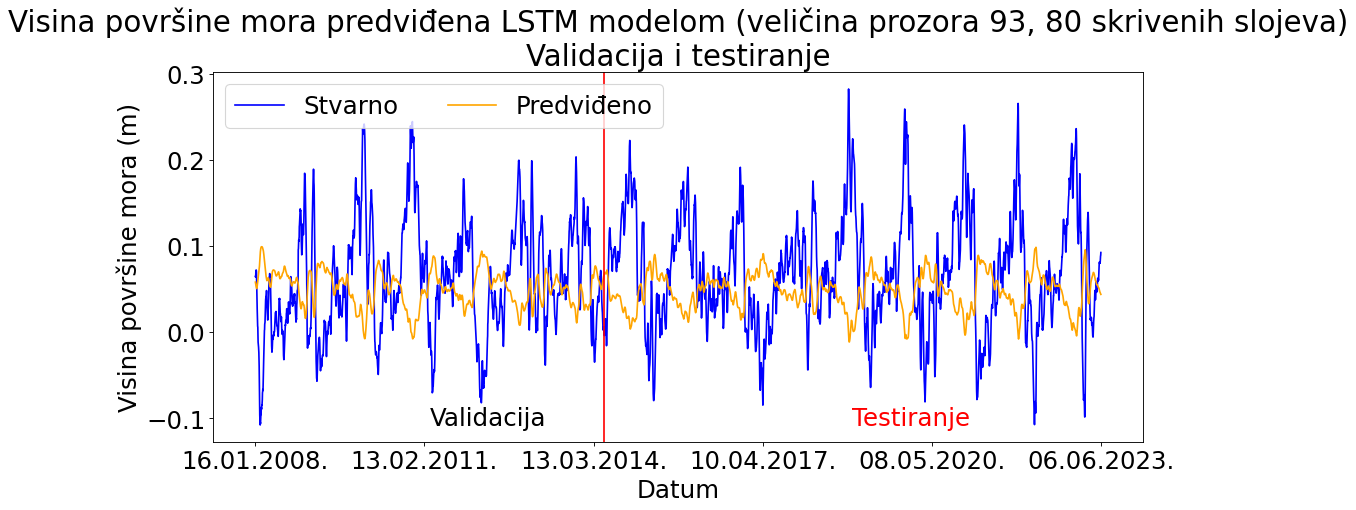 Visina površine mora predviđena LSTM modelom (veličina prozora 93, 80 skrivenih slojeva)
Validacija i testiranje
Stvarno
Predviđeno
Visina površine mora (m)
0.3
0.2
0.1
0.0
−0.1
Validacija
Testiranje
16.01.2008.
13.02.2011.
13.03.2014.
10.04.2017.
08.05.2020.
06.06.2023.
Datum